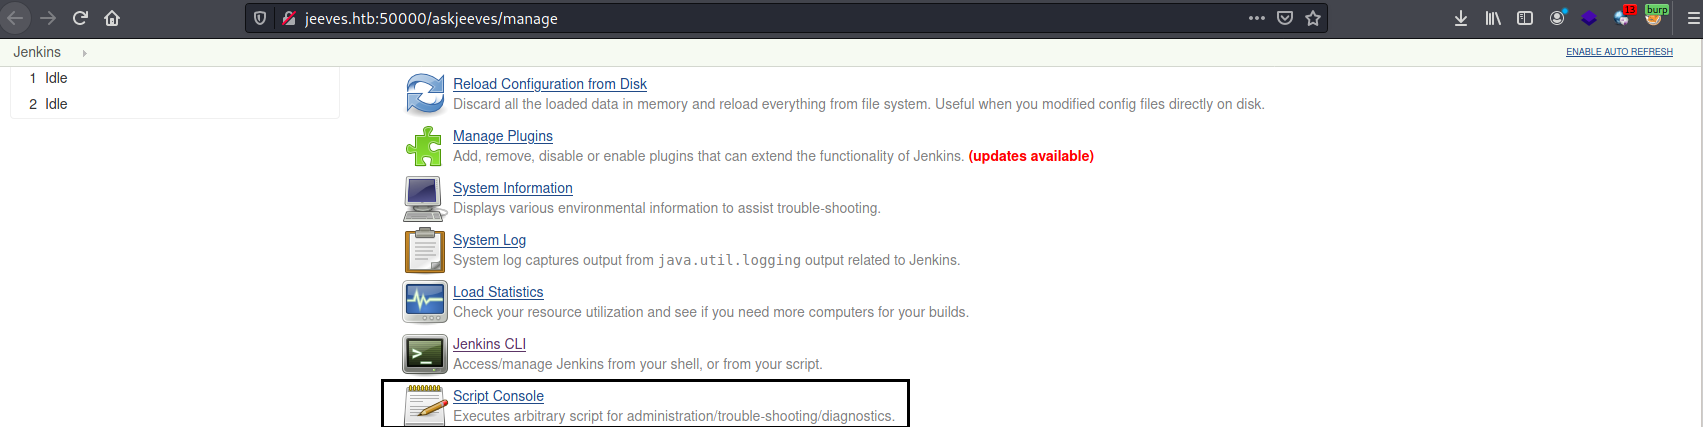 jeeves.htb:50000/askjeeves/manage
13
burp
Jenkins
ENABLE AUTO REFRESH
1 Idle
2 Idle
Reload Configuration from Disk
Discard all the loaded data in memory and reload everything from file system. Useful when you modified config files directly on disk.
Manage Plugins
Add, remove, disable or enable plugins that can extend the functionality of Jenkins. (updates available)
System Information
Displays various environmental information to assist trouble-shooting.
System Log
System log captures output from java.util.logging output related to Jenkins.
Load Statistics
Check your resource utilization and see if you need more computers for your builds.
Jenkins CLI
Access/manage Jenkins from your shell, or from your script.
Script Console
Executes arbitrary script for administration/trouble-shooting/diagnostics.